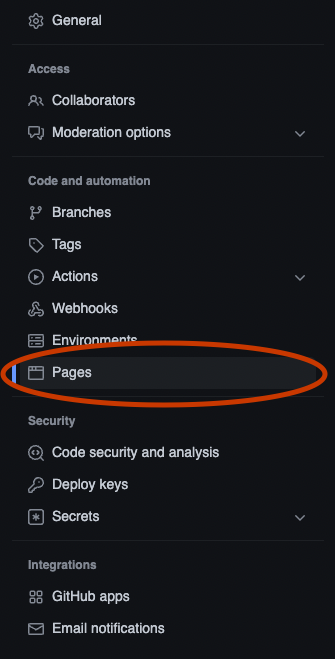 General
Access
Collaborators
Moderation options
Code and automation
Branches
Tags
Actions
Webhooks
Environments
Pages
Security
Code security and analysis
Deploy keys
Secrets
Integrations
GitHub apps
Email notifications